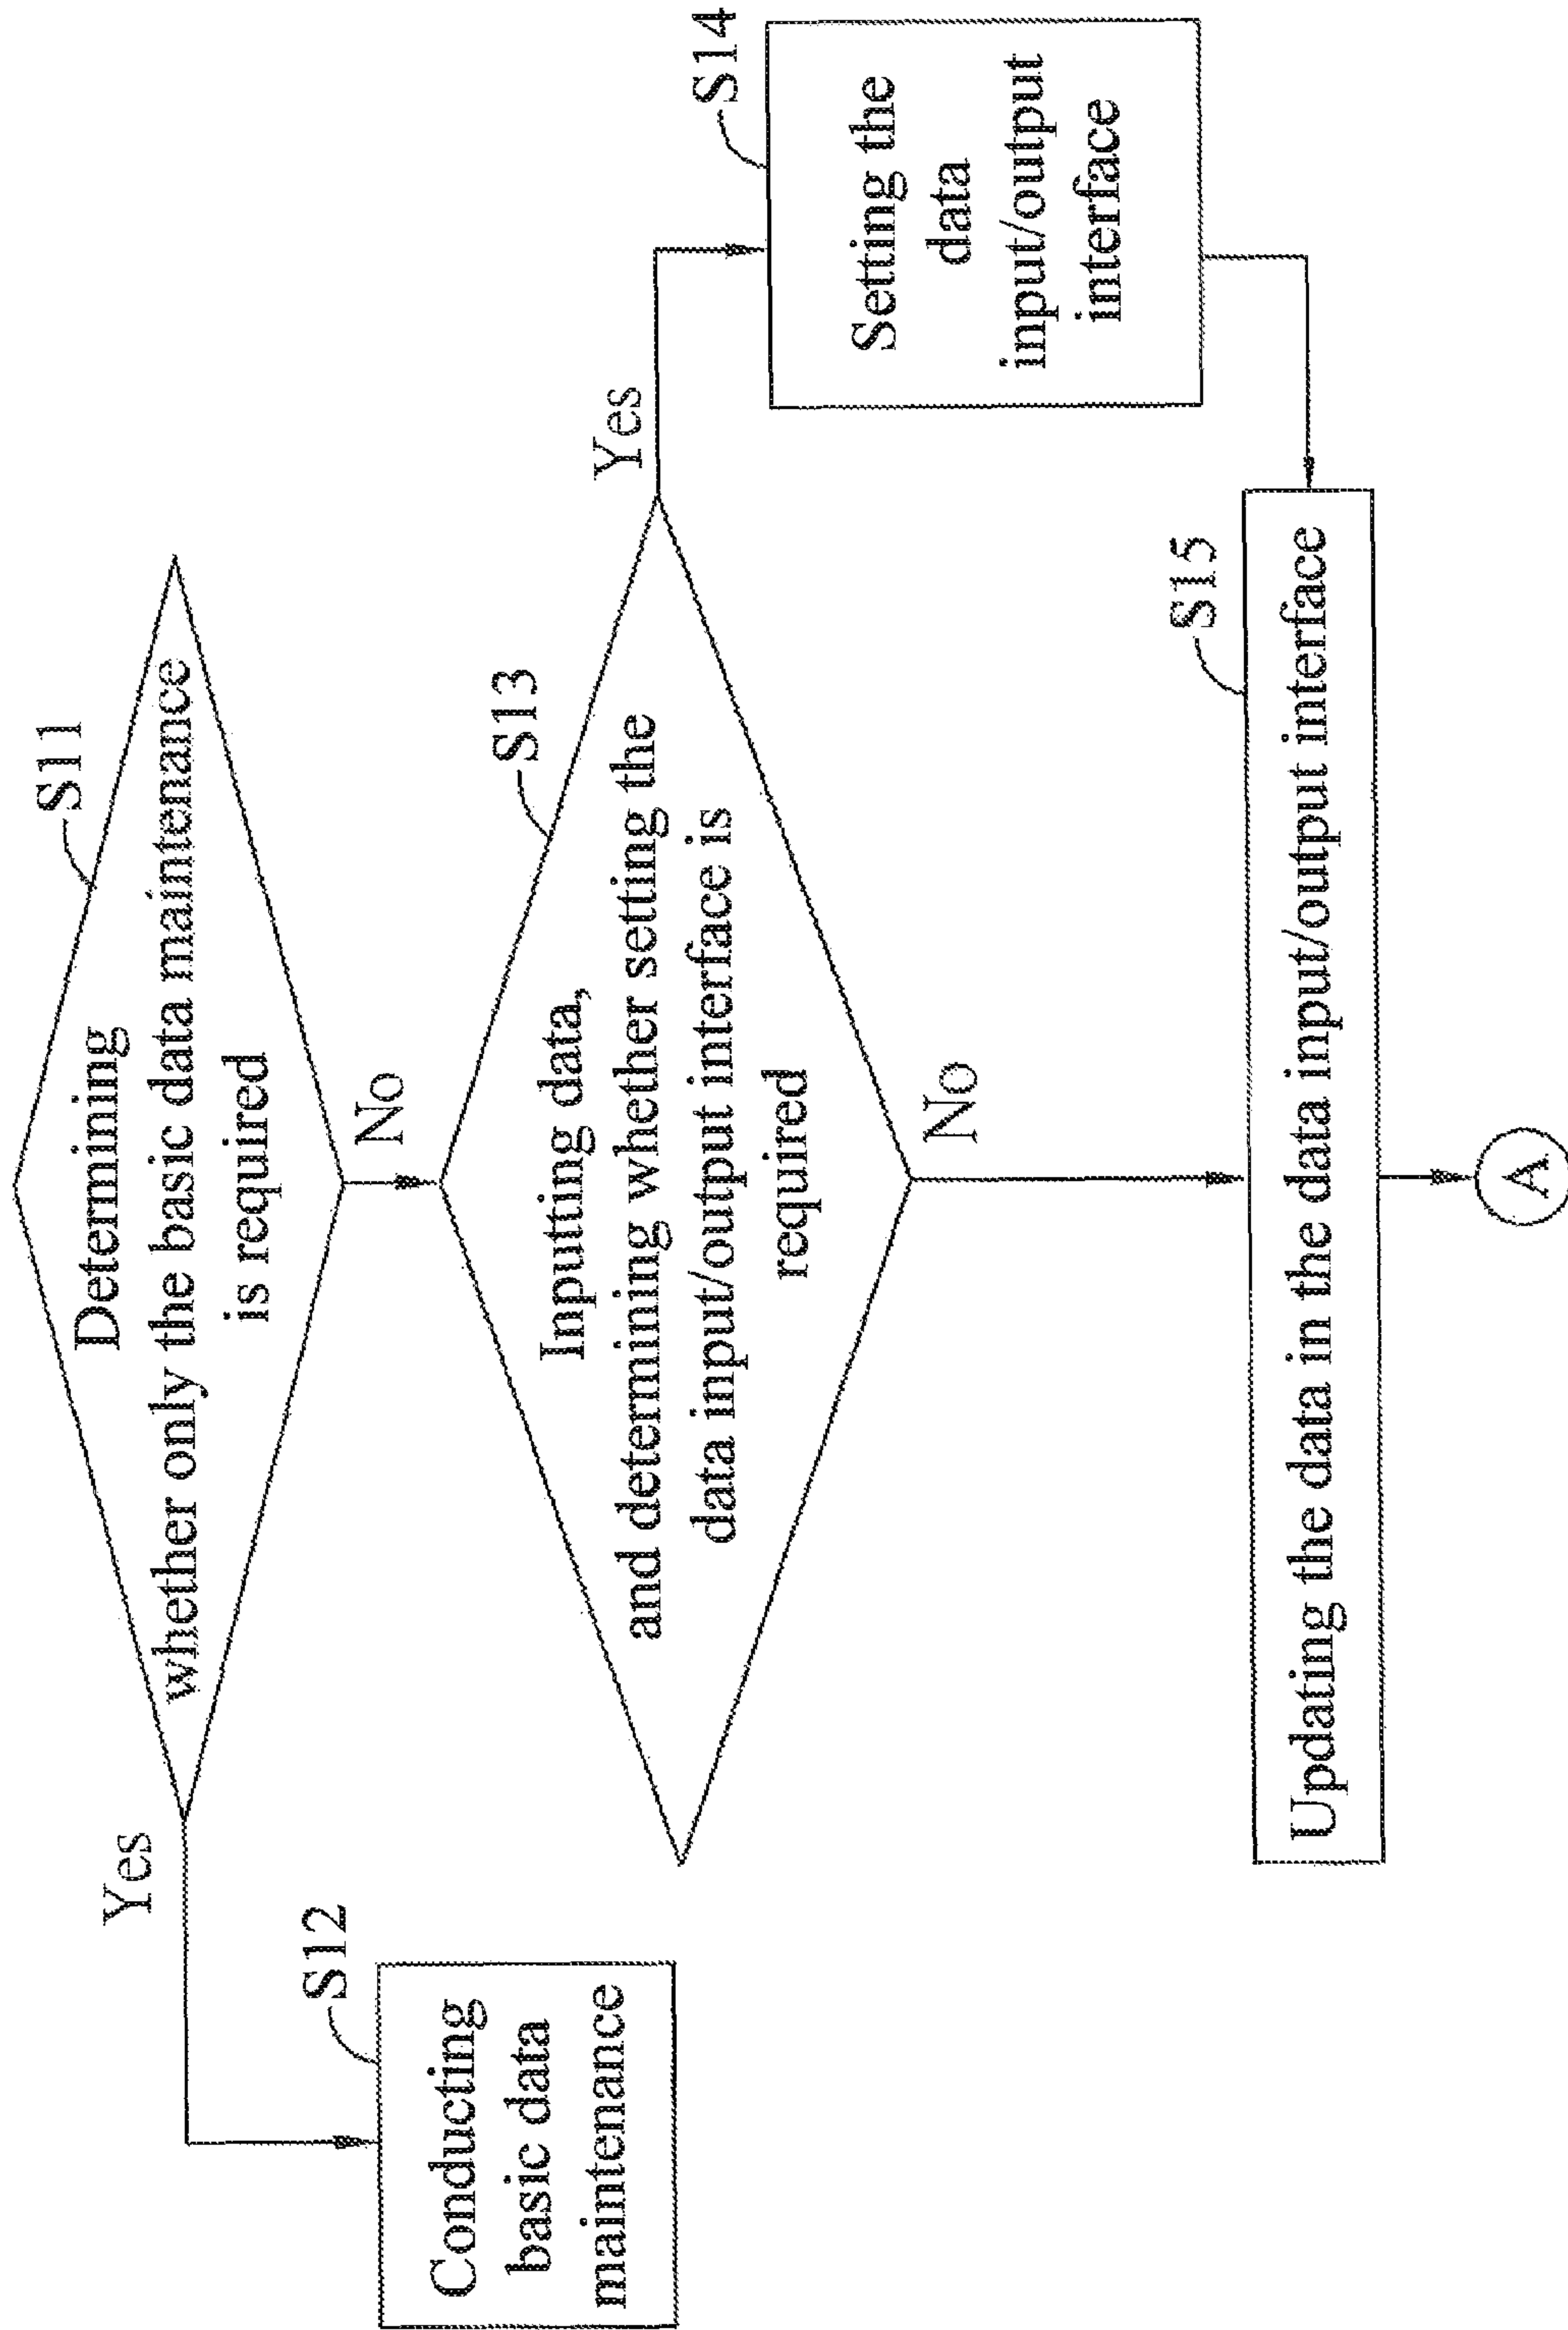 S11
Determining
whether only the basic data maintenance
is required
Yes
No
S12
Conducting
basic data
maintenance
S13
Inputting data,
and determining whether setting the
data input/output interface is
required
Yes
No
S14
Setting the
data
input/output
interface
S15
Updating the data in the data input/output interface
A